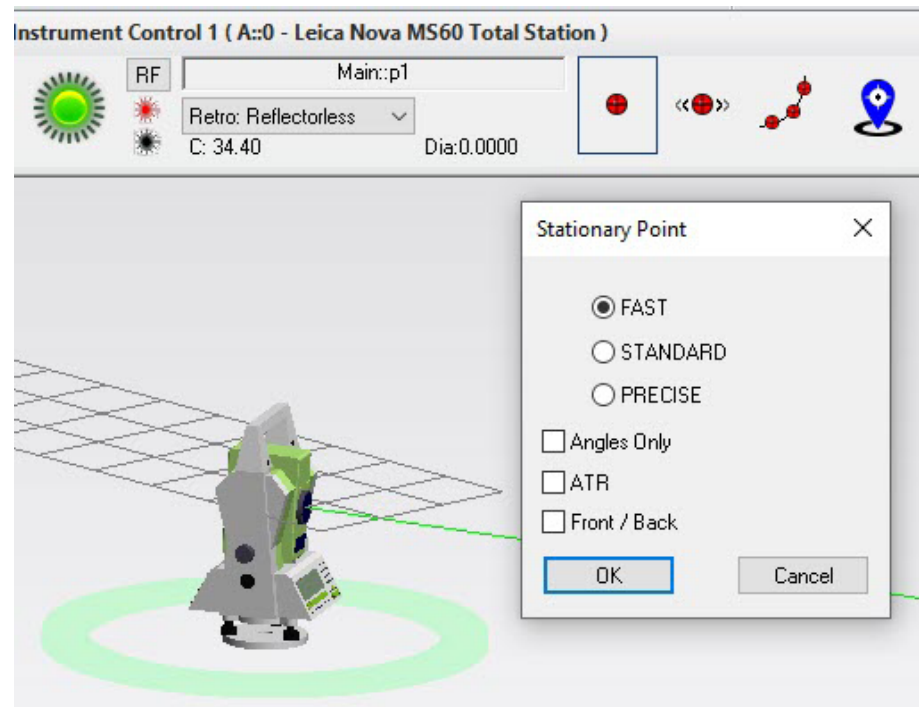 Instrument Control 1 ( A::0 - Leica Nova MS60 Total Station )
RF
Main::p1
Retro: Reflectorless
C: 34.40
Dia:0.0000
Stationary Point
FAST
STANDARD
PRECISE
Angles Only
ATR
Front / Back
OK
Cancel